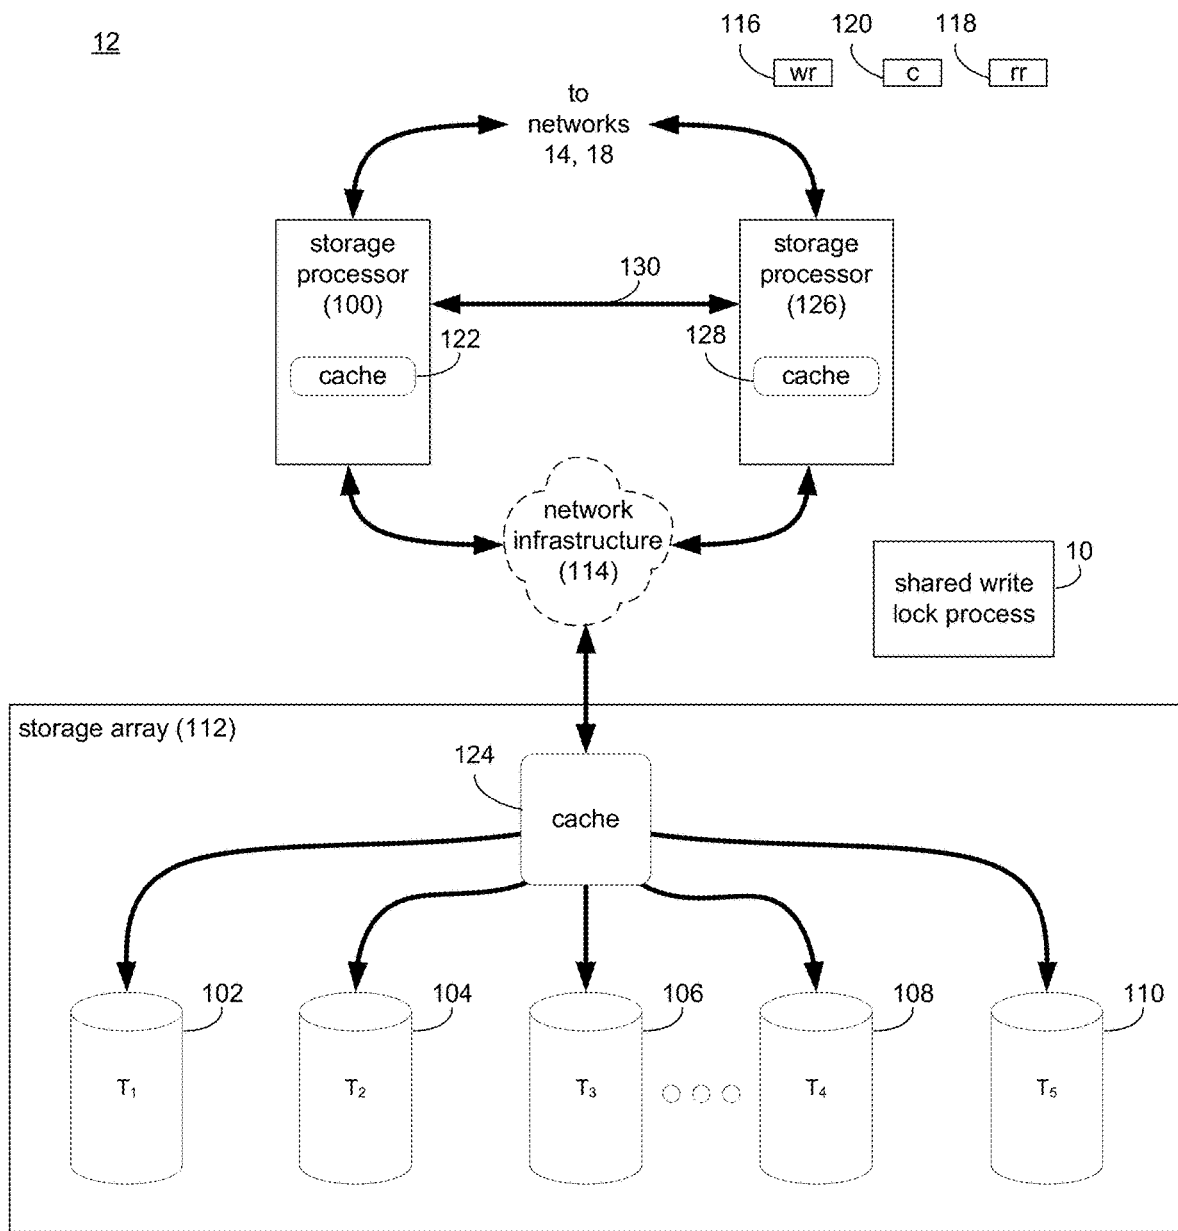 12
116
120
118
wr
c
rr
to
networks
14, 18
storage
processor
(100)
130
storage
processor
(126)
122
cache
128
cache
network
infrastructure
(114)
10
shared write
lock process
storage array (112)
124
cache
102
104
106
108
110
T₁
T₂
T₃
T₄
T₅